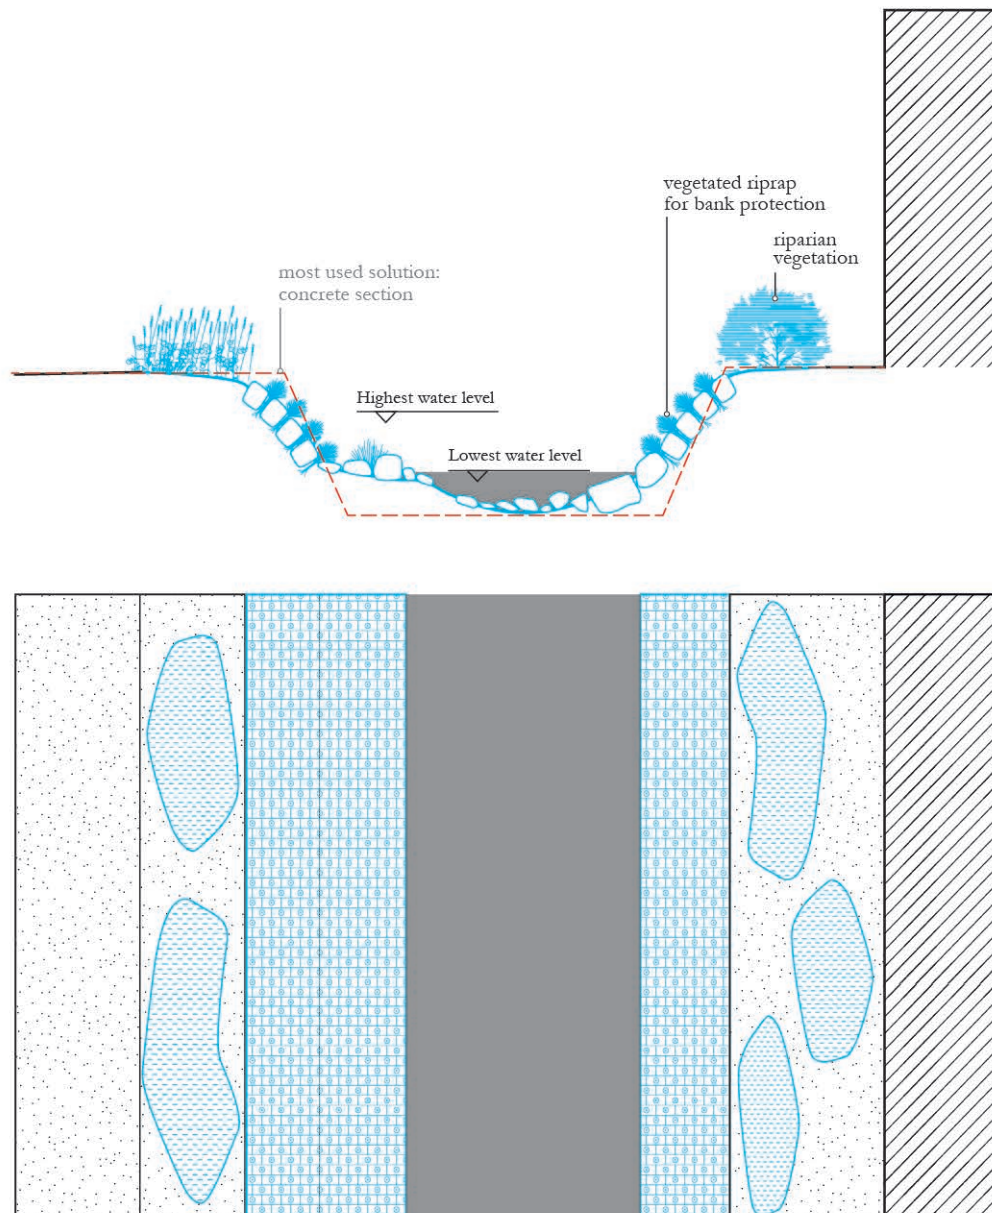 vegetated riprap
for bank protection
riparian
vegetation
most used solution:
concrete section
Highest water level
Lowest water level